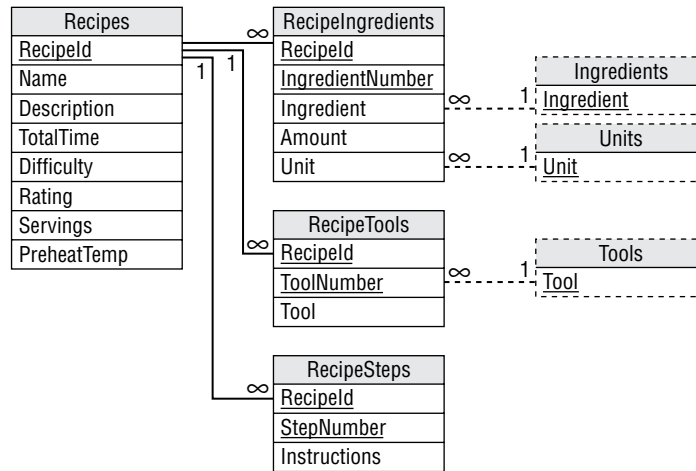 Recipes
RecipeId
Name
Description
TotalTime
Difficulty
Rating
Servings
PreheatTemp
1
1
∞
RecipeIngredients
RecipeId
IngredientNumber
Ingredient
Amount
Unit
∞
1
∞
1
Ingredients
Ingredient
Units
Unit
RecipeTools
∞
RecipeId
ToolNumber
Tool
∞
1
Tools
Tool
RecipeSteps
∞
RecipeId
StepNumber
Instructions